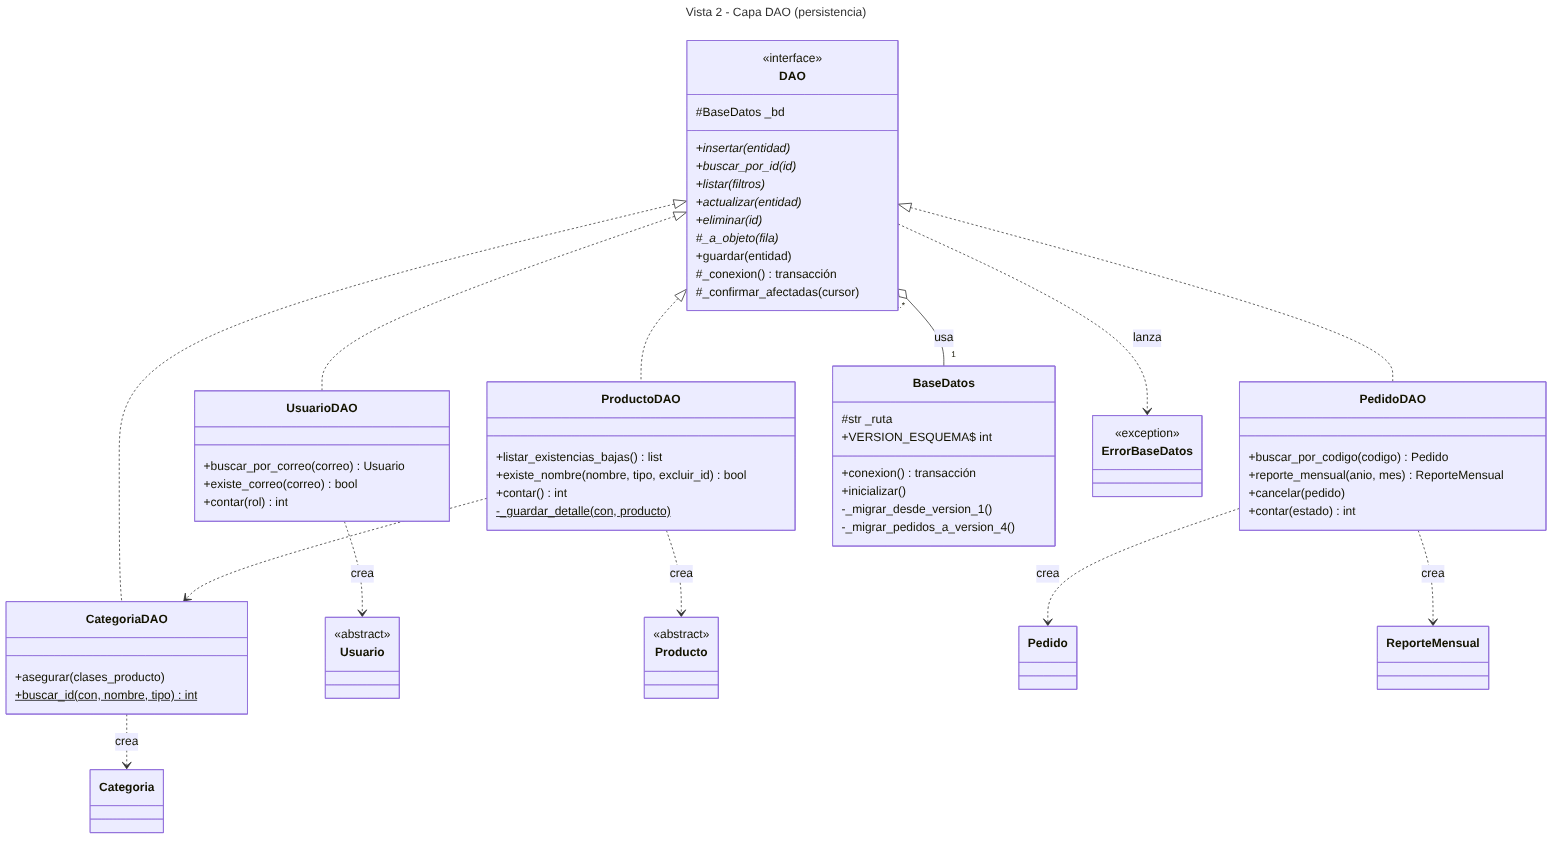 Vista 2 - Capa DAO (persistencia)
«interface»
DAO
#BaseDatos _bd
+insertar(entidad)
+buscar_por_id(id)
+listar(filtros)
+actualizar(entidad)
+eliminar(id)
#_a_objeto(fila)
+guardar(entidad)
#_conexion() : transacción
#_confirmar_afectadas(cursor)
*
usa
1
lanza
UsuarioDAO
+buscar_por_correo(correo) : Usuario
+existe_correo(correo) : bool
+contar(rol) : int
ProductoDAO
+listar_existencias_bajas() : list
+existe_nombre(nombre, tipo, excluir_id) : bool
+contar() : int
-_guardar_detalle(con, producto)
BaseDatos
#str _ruta
+VERSION_ESQUEMA$ int
+conexion() : transacción
+inicializar()
-_migrar_desde_version_1()
-_migrar_pedidos_a_version_4()
«exception»
ErrorBaseDatos
PedidoDAO
+buscar_por_codigo(codigo) : Pedido
+reporte_mensual(anio, mes) : ReporteMensual
+cancelar(pedido)
+contar(estado) : int
crea
crea
crea
crea
CategoriaDAO
+asegurar(clases_producto)
+buscar_id(con, nombre, tipo) : int
«abstract»
Usuario
«abstract»
Producto
Pedido
ReporteMensual
crea
Categoria